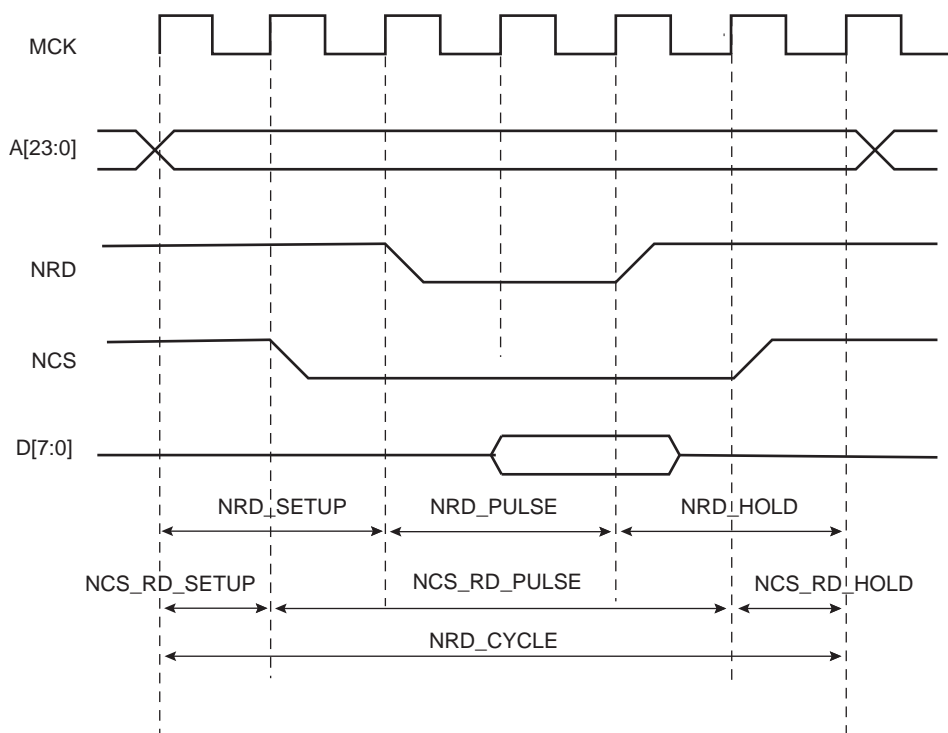 MCK
A[23:0]
NRD
NCS
D[7:0]
NRD_SETUP NRD_PULSE NRD_HOLD
NCS_RD_SETUP NCS_RD_PULSE NCS_RD_HOLD
NRD_CYCLE